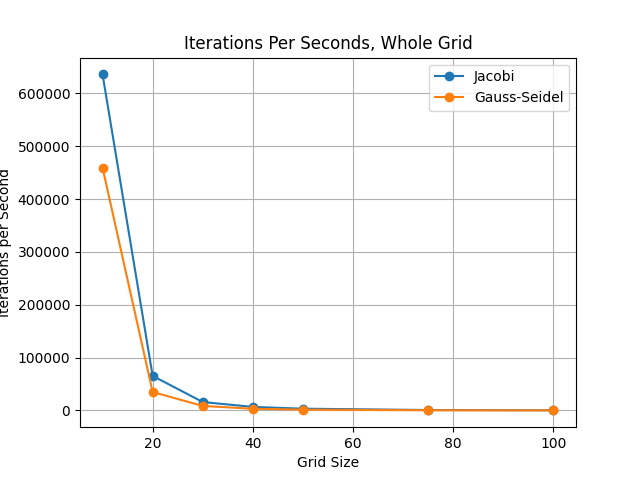 Iterations Per Seconds, Whole Grid
Jacobi
Gauss-Seidel
Iterations per Second
600000
500000
400000
300000
200000
100000
0
20 40 60 80 100
Grid Size